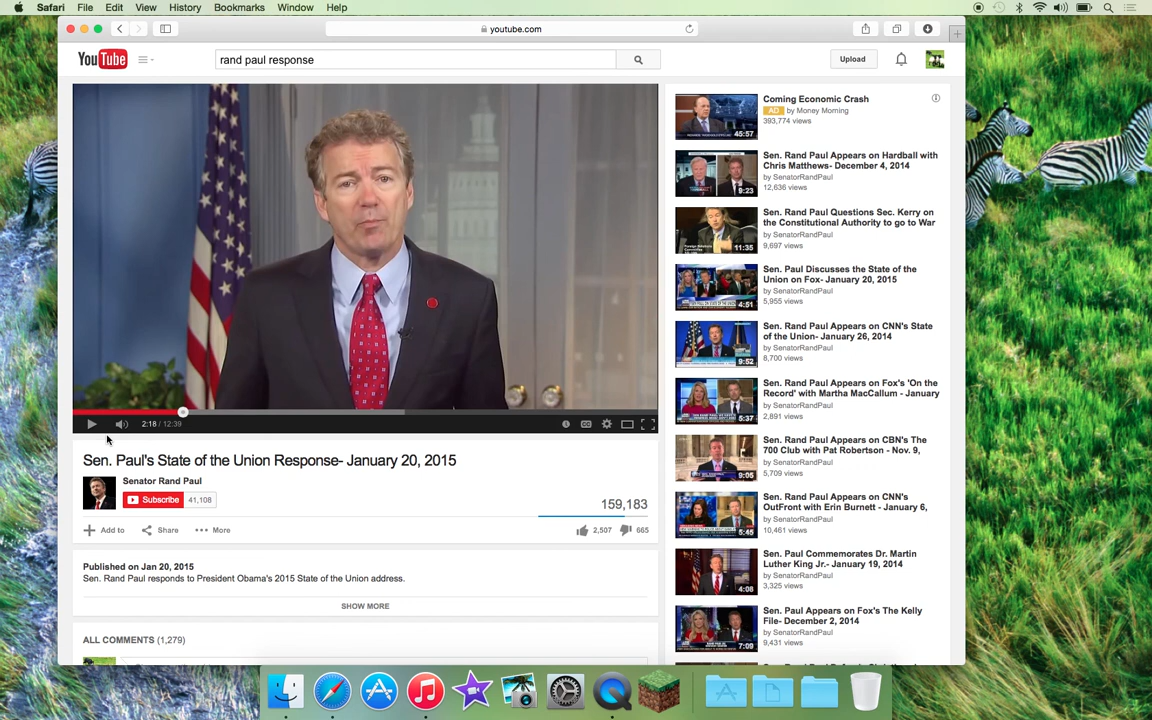 Safari File Edit View History Bookmarks Window Help
youtube.com
YouTube
rand paul response
Upload
2:18 / 12:39
Sen. Paul's State of the Union Response- January 20, 2015
Senator Rand Paul
Subscribe 41,108
159,183
Add to Share More
2,507 665
Published on Jan 20, 2015
Sen. Rand Paul responds to President Obama's 2015 State of the Union address.
SHOW MORE
ALL COMMENTS (1,279)
Coming Economic Crash
AD by Money Morning
393,774 views
45:57
Sen. Rand Paul Appears on Hardball with
Chris Matthews- December 4, 2014
by SenatorRandPaul
12,636 views
9:23
Sen. Rand Paul Questions Sec. Kerry on
the Constitutional Authority to go to War
by SenatorRandPaul
9,697 views
11:35
Sen. Paul Discusses the State of the
Union on Fox- January 20, 2015
by SenatorRandPaul
5,955 views
4:51
Sen. Rand Paul Appears on CNN's State
of the Union- January 26, 2014
by SenatorRandPaul
8,700 views
9:52
Sen. Rand Paul Appears on Fox's 'On the
Record' with Martha MacCallum - January
by SenatorRandPaul
2,891 views
5:37
Sen. Rand Paul Appears on CBN's The
700 Club with Pat Robertson - Nov. 9,
by SenatorRandPaul
5,709 views
9:05
Sen. Rand Paul Appears on CNN's
OutFront with Erin Burnett - January 6,
by SenatorRandPaul
10,461 views
5:45
Sen. Paul Commemorates Dr. Martin
Luther King Jr.- January 19, 2014
by SenatorRandPaul
3,325 views
4:08
Sen. Paul Appears on Fox's The Kelly
File- December 2, 2014
by SenatorRandPaul
9,431 views
7:09